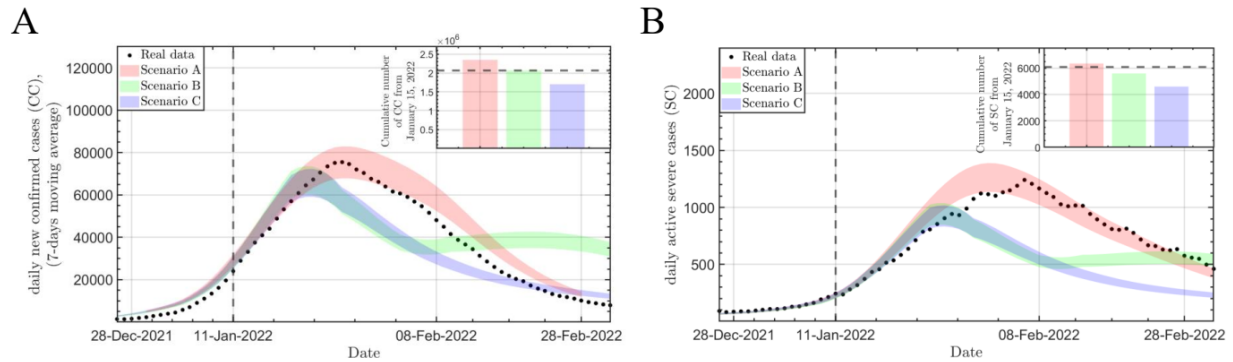 A
daily new confirmed cases (CC),
(7-days moving average)
120000
100000
80000
60000
40000
20000
0
Real data
Scenario A
Scenario B
Scenario C
Cumulative number
of CC from
January 15, 2022
×10⁶
2.5
2
1.5
1
0.5
28-Dec-2021
11-Jan-2022
08-Feb-2022
28-Feb-2022
Date
B
daily active severe cases (SC)
2000
1500
1000
500
Real data
Scenario A
Scenario B
Scenario C
Cumulative number
of SC from
January 15, 2022
6000
4000
2000
0
28-Dec-2021
11-Jan-2022
08-Feb-2022
28-Feb-2022
Date